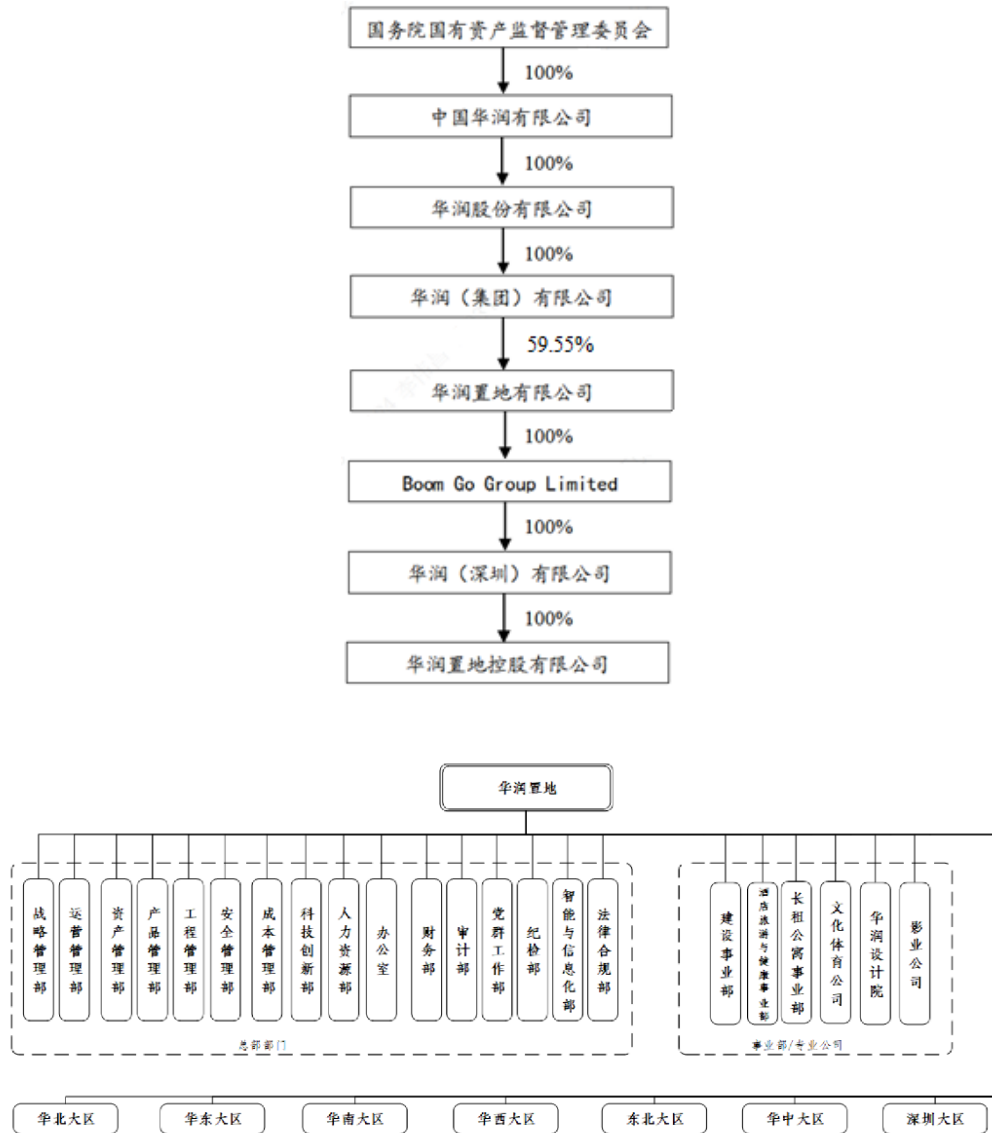 国务院国有资产监督管理委员会
100%
中国华润有限公司
100%
华润股份有限公司
100%
华润（集团）有限公司
59.55%
华润置地有限公司
100%
Boom Go Group Limited
100%
华润（深圳）有限公司
100%
华润置地控股有限公司
华润置地
战略管理部
运营管理部
资产管理部
产品管理部
工程管理部
安全管理部
成本管理部
科技创新部
人力资源部
办公室
财务部
审计部
党群工作部
纪检部
智能与信息化部
法律合规部
总部部门
建设事业部
酒店旅游与健康事业部
长租公寓事业部
文化体育公司
华润设计院
影业公司
事业部/专业公司
华北大区
华东大区
华南大区
华西大区
东北大区
华中大区
深圳大区